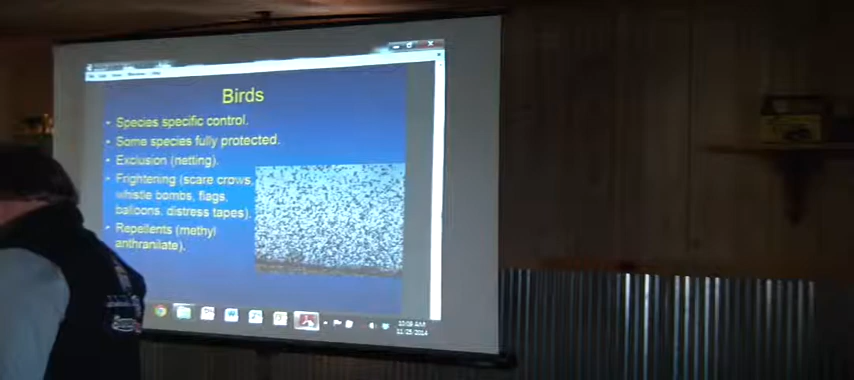 Birds
• Species specific control.
• Some species fully protected.
• Exclusion (netting).
• Frightening (scare crows,
whistle bombs, flags,
balloons, distress tapes).
• Repellents (methyl
anthranilate).